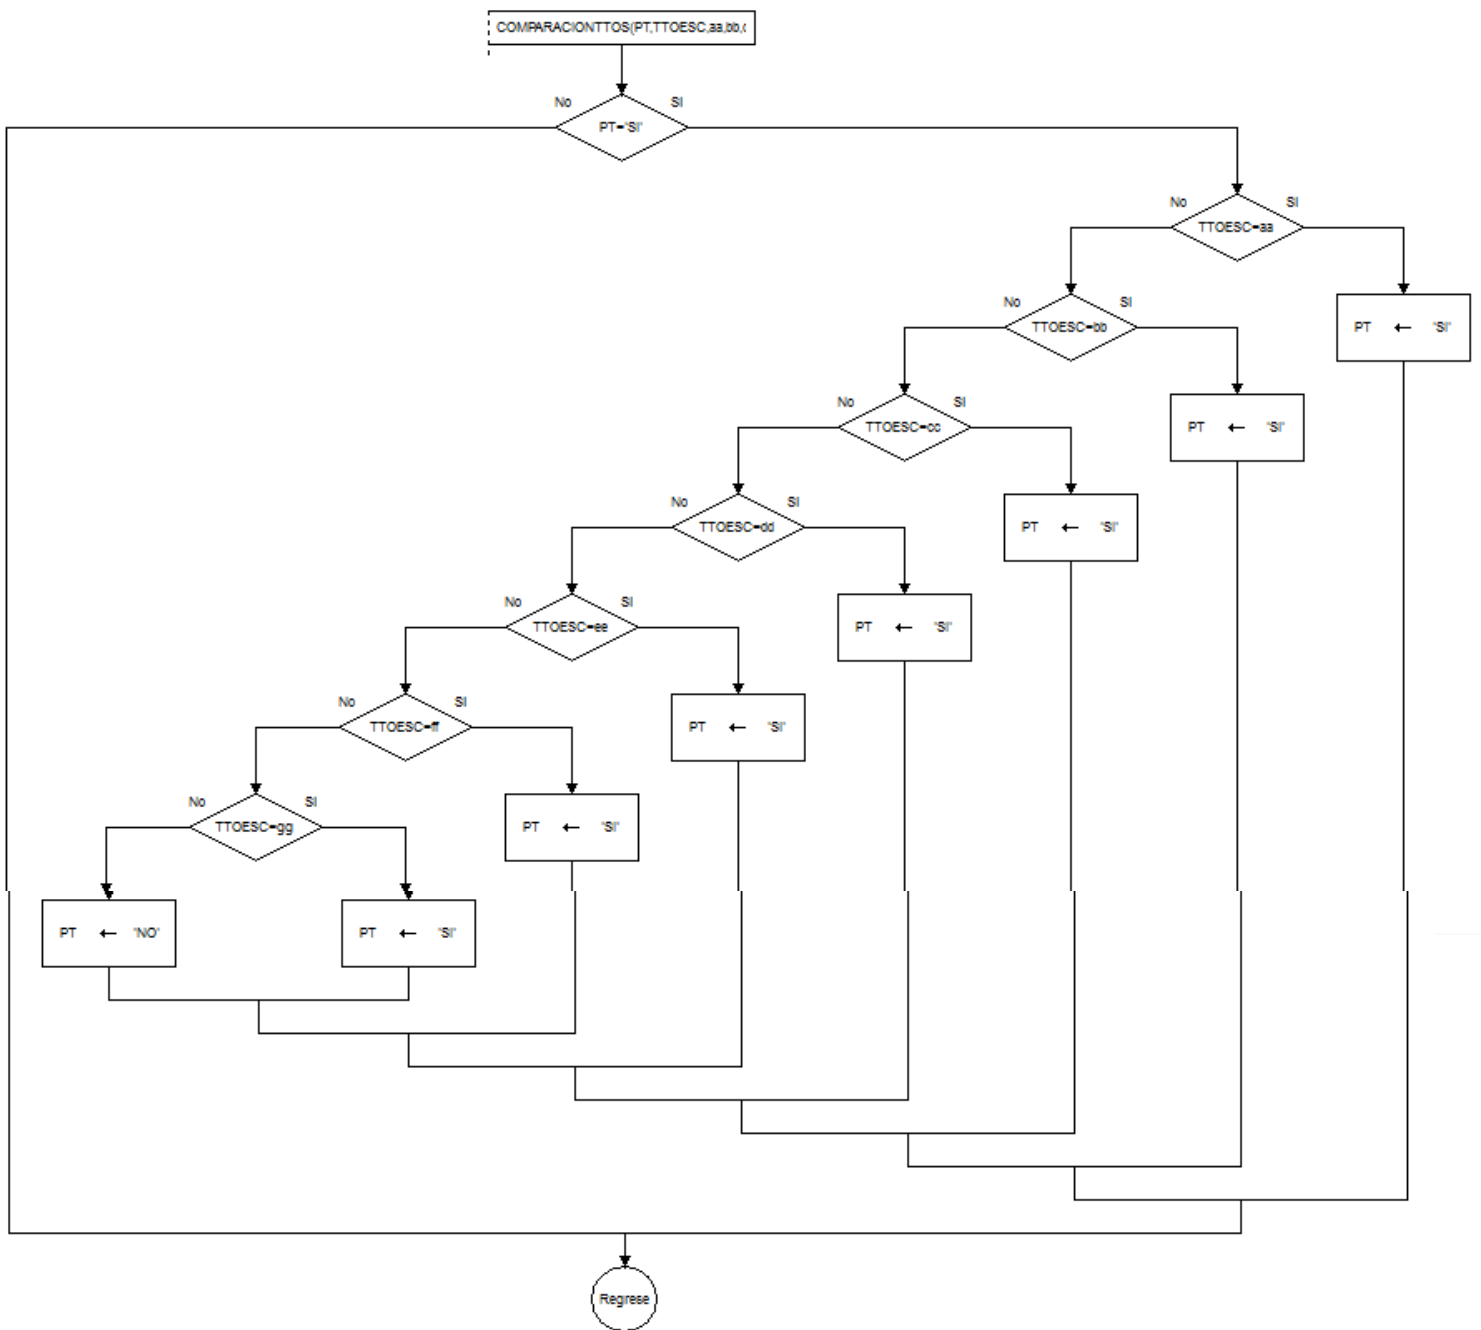 COMPARACIONTTOS(PT,TTOESC,aa,bb,c
No
SI
PT='SI'
No
SI
TTOESC=aa
No
SI
TTOESC=bb
PT ← 'SI'
No
SI
TTOESC=cc
PT ← 'SI'
No
SI
TTOESC=dd
PT ← 'SI'
No
SI
TTOESC=ee
PT ← 'SI'
No
SI
TTOESC=ff
PT ← 'SI'
No
SI
TTOESC=gg
PT ← 'SI'
PT ← 'NO'
PT ← 'SI'
Regrese